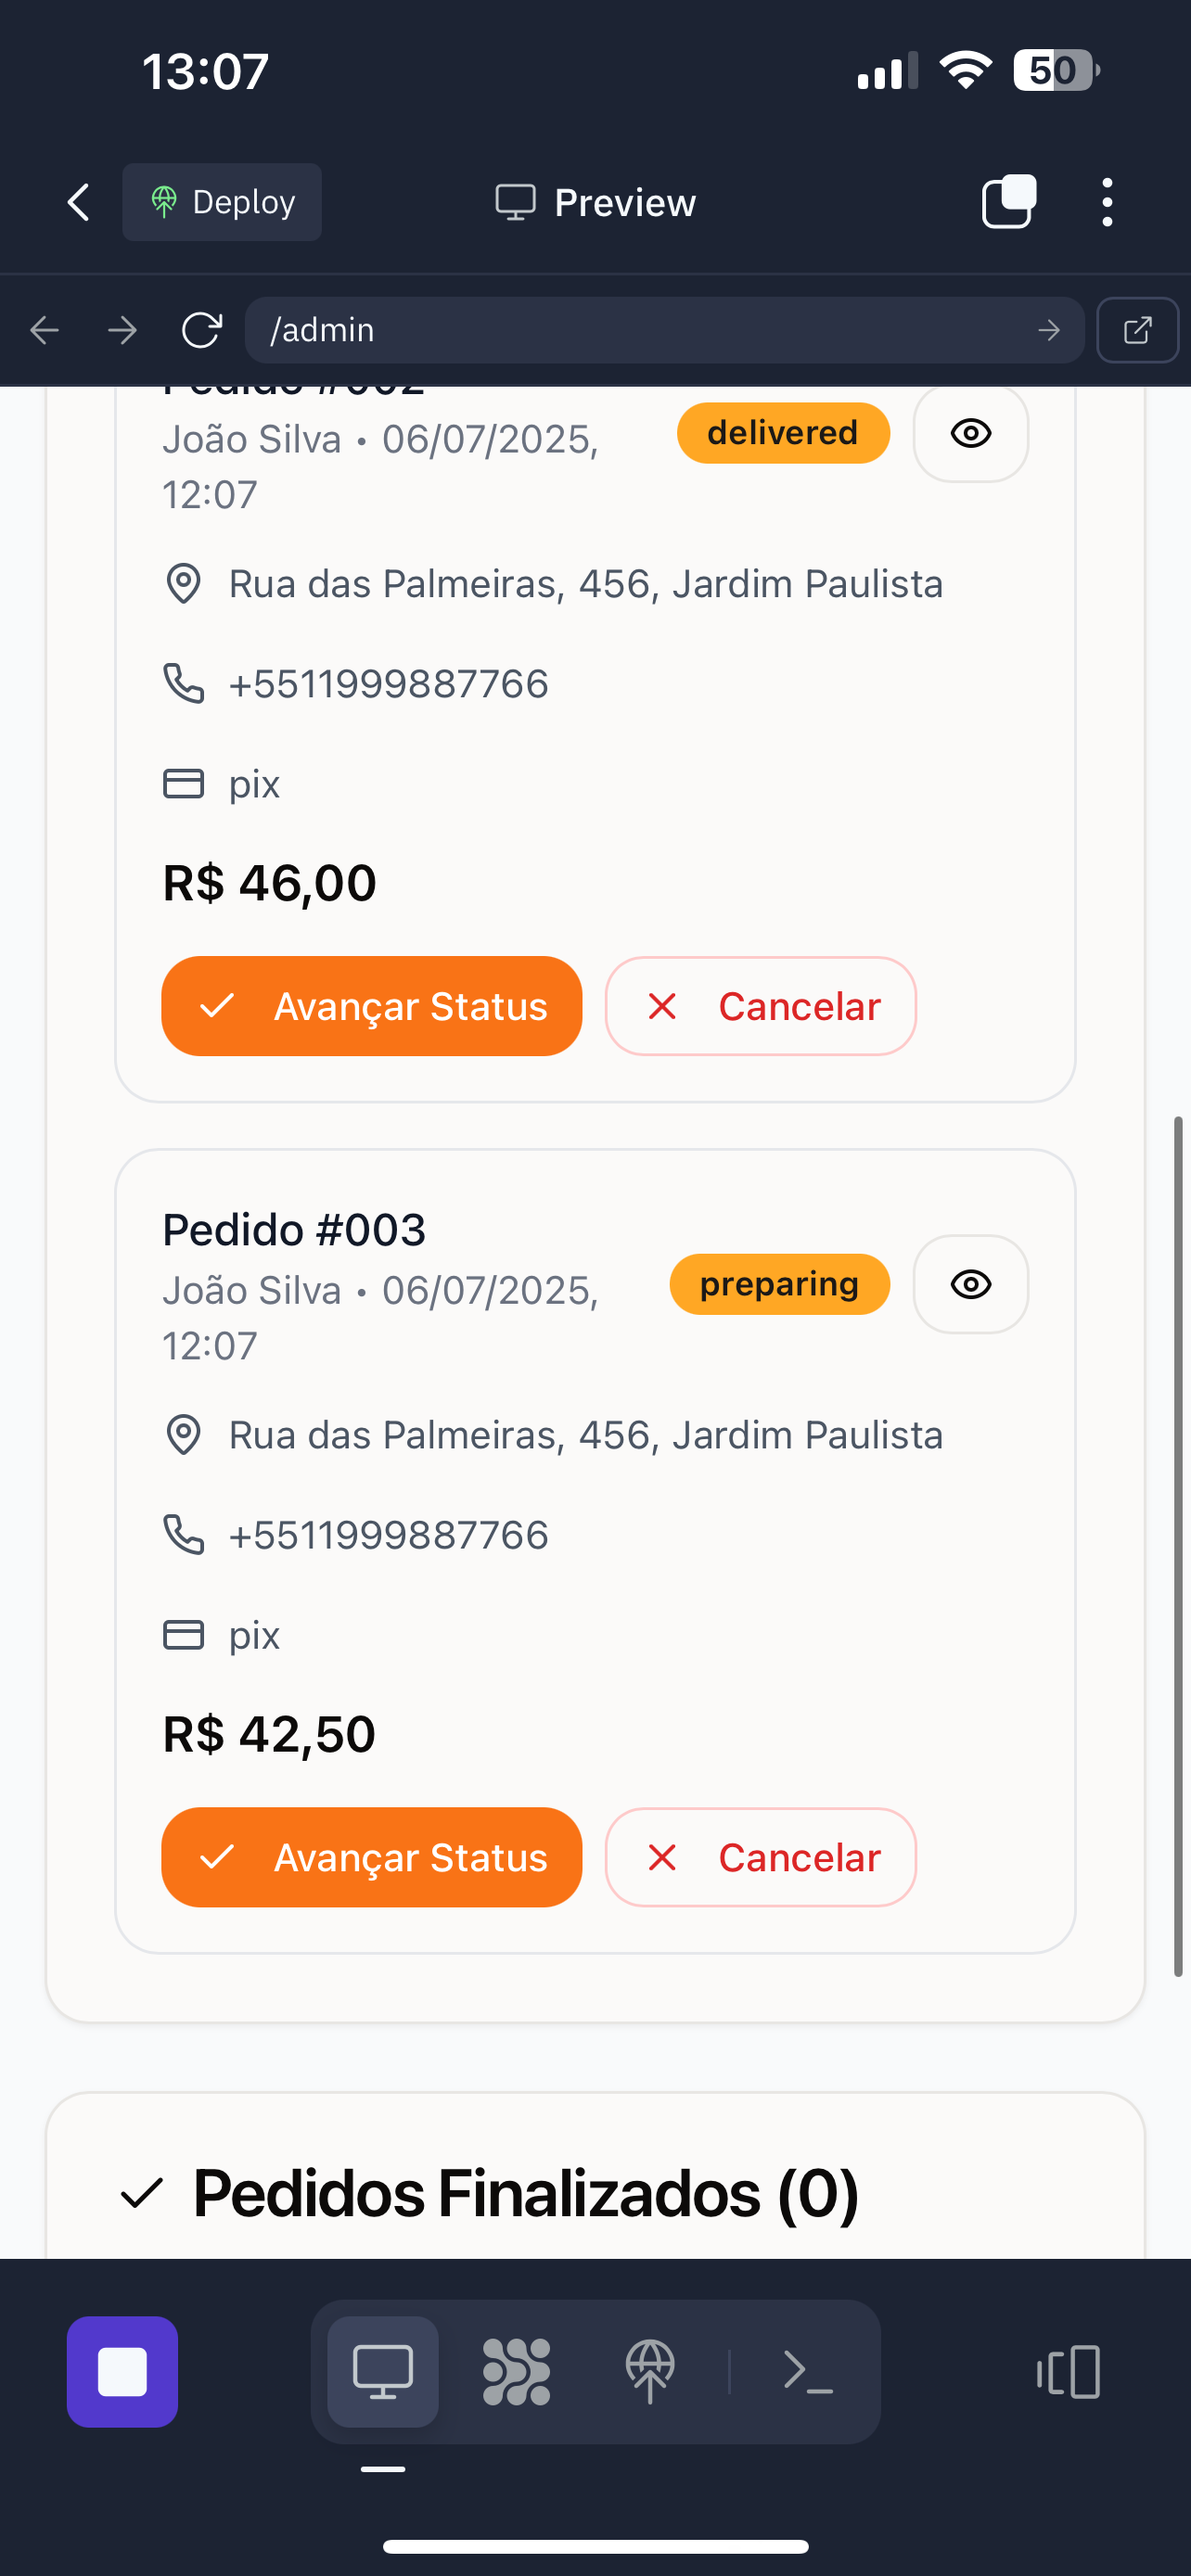 13:07
50
Deploy
Preview
/admin
Pedido #002
João Silva • 06/07/2025,
12:07
delivered
Rua das Palmeiras, 456, Jardim Paulista
+5511999887766
pix
R$ 46,00
Avançar Status
Cancelar
Pedido #003
João Silva • 06/07/2025,
12:07
preparing
Rua das Palmeiras, 456, Jardim Paulista
+5511999887766
pix
R$ 42,50
Avançar Status
Cancelar
Pedidos Finalizados (0)